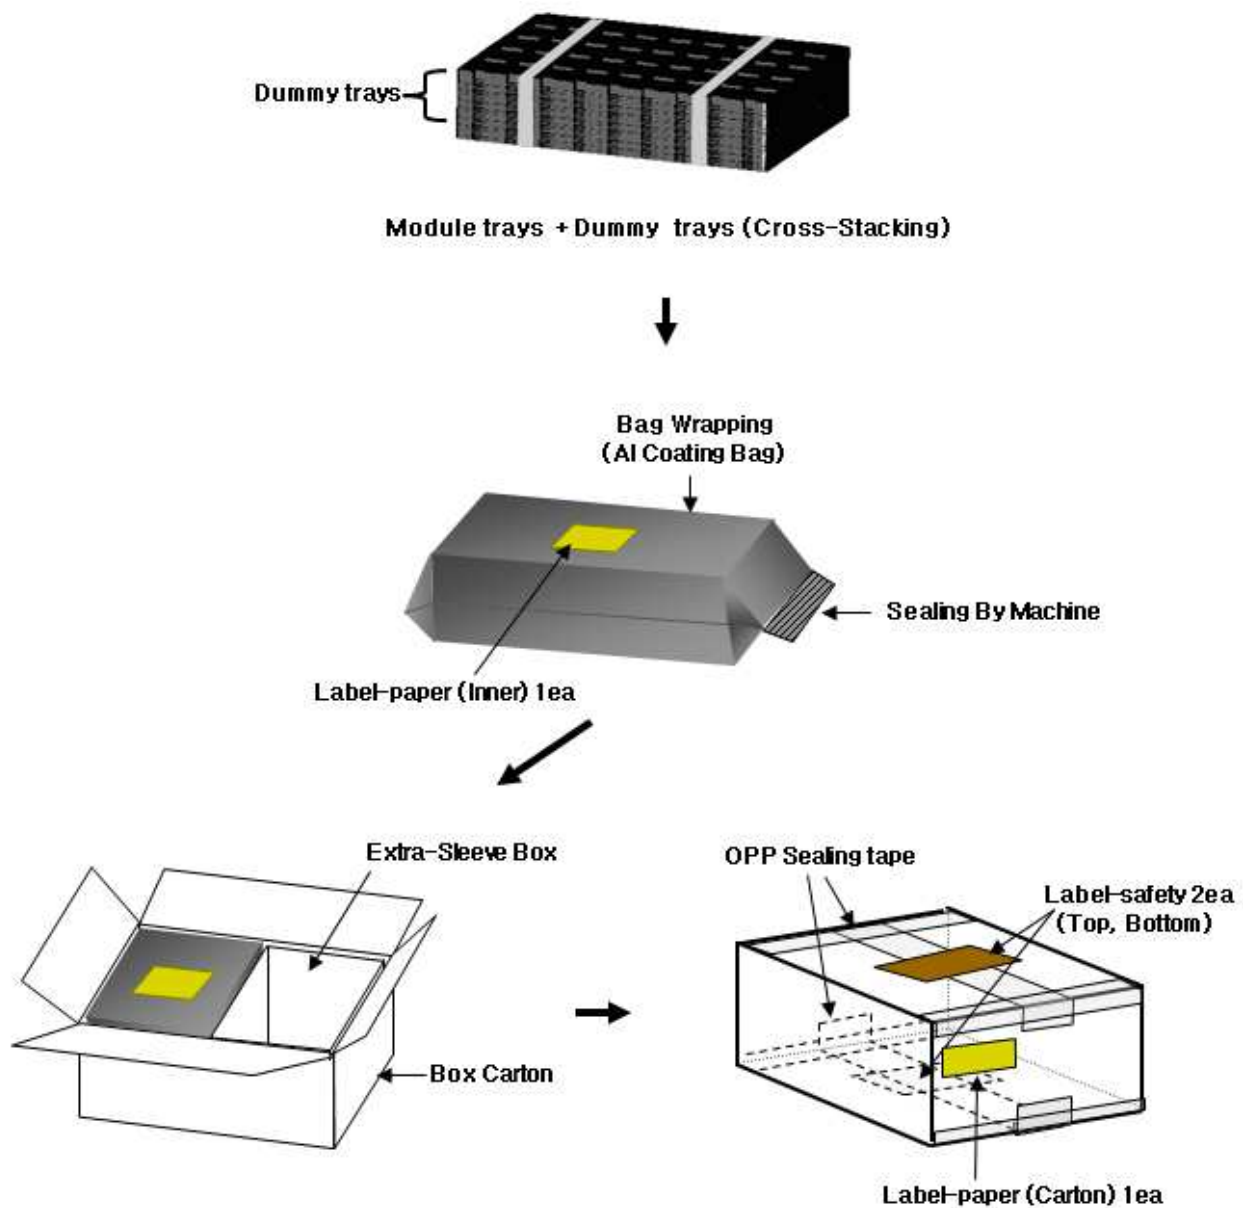 Dummy trays
Module trays + Dummy trays (Cross-Stacking)
Bag Wrapping
(Al Coating Bag)
Sealing By Machine
Label-paper (Inner) 1ea
Extra-Sleeve Box
OPP Sealing tape
Label-safety 2ea
(Top, Bottom)
Box Carton
Label-paper (Carton) 1ea